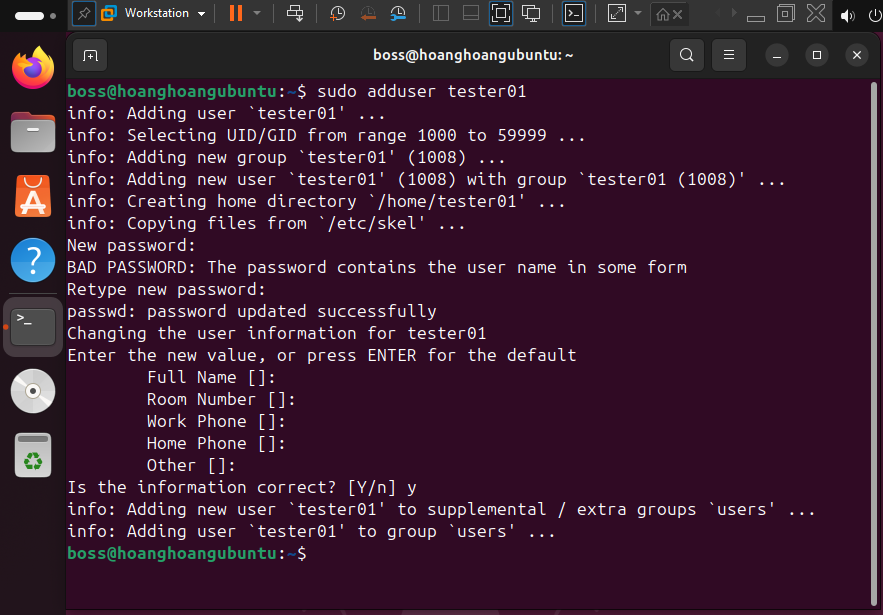 Workstation
boss@hoanghoangubuntu: ~
boss@hoanghoangubuntu:~$ sudo adduser tester01
info: Adding user `tester01' ...
info: Selecting UID/GID from range 1000 to 59999 ...
info: Adding new group `tester01' (1008) ...
info: Adding new user `tester01' (1008) with group `tester01 (1008)' ...
info: Creating home directory `/home/tester01' ...
info: Copying files from `/etc/skel' ...
New password:
BAD PASSWORD: The password contains the user name in some form
Retype new password:
passwd: password updated successfully
Changing the user information for tester01
Enter the new value, or press ENTER for the default
Full Name []:
Room Number []:
Work Phone []:
Home Phone []:
Other []:
Is the information correct? [Y/n] y
info: Adding new user `tester01' to supplemental / extra groups `users' ...
info: Adding user `tester01' to group `users' ...
boss@hoanghoangubuntu:~$